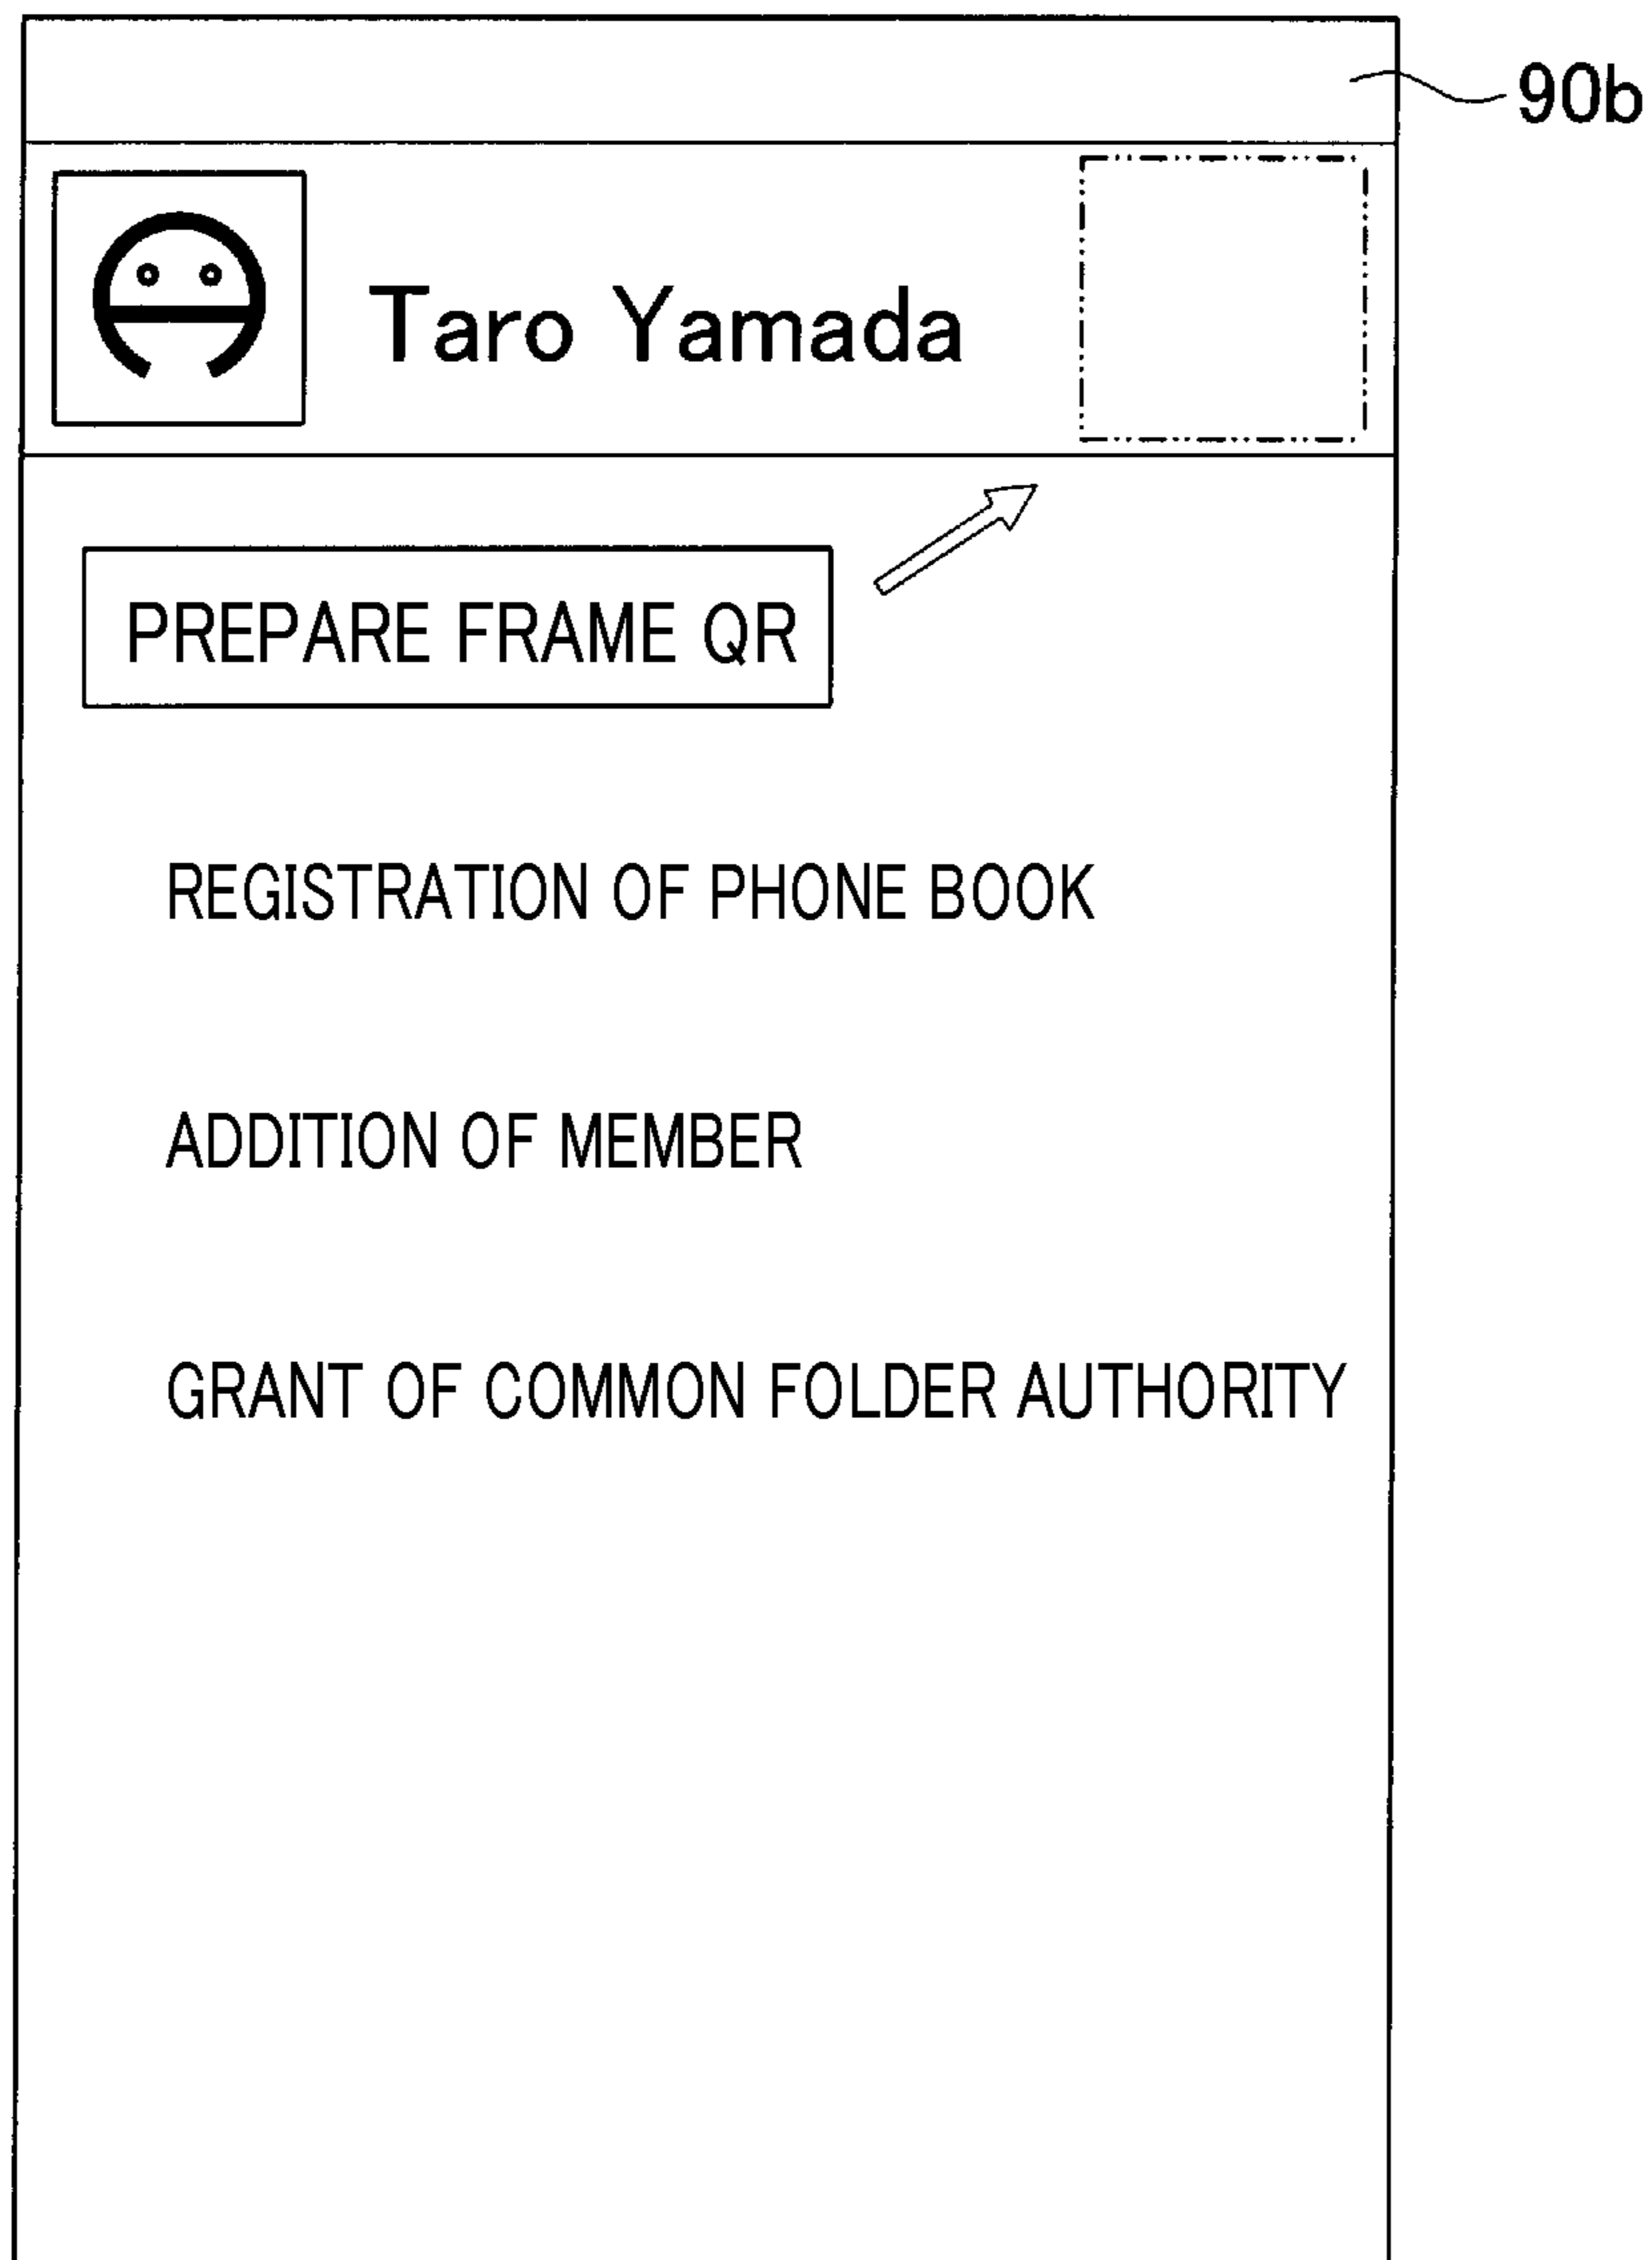 90b
Taro Yamada
PREPARE FRAME QR
REGISTRATION OF PHONE BOOK
ADDITION OF MEMBER
GRANT OF COMMON FOLDER AUTHORITY